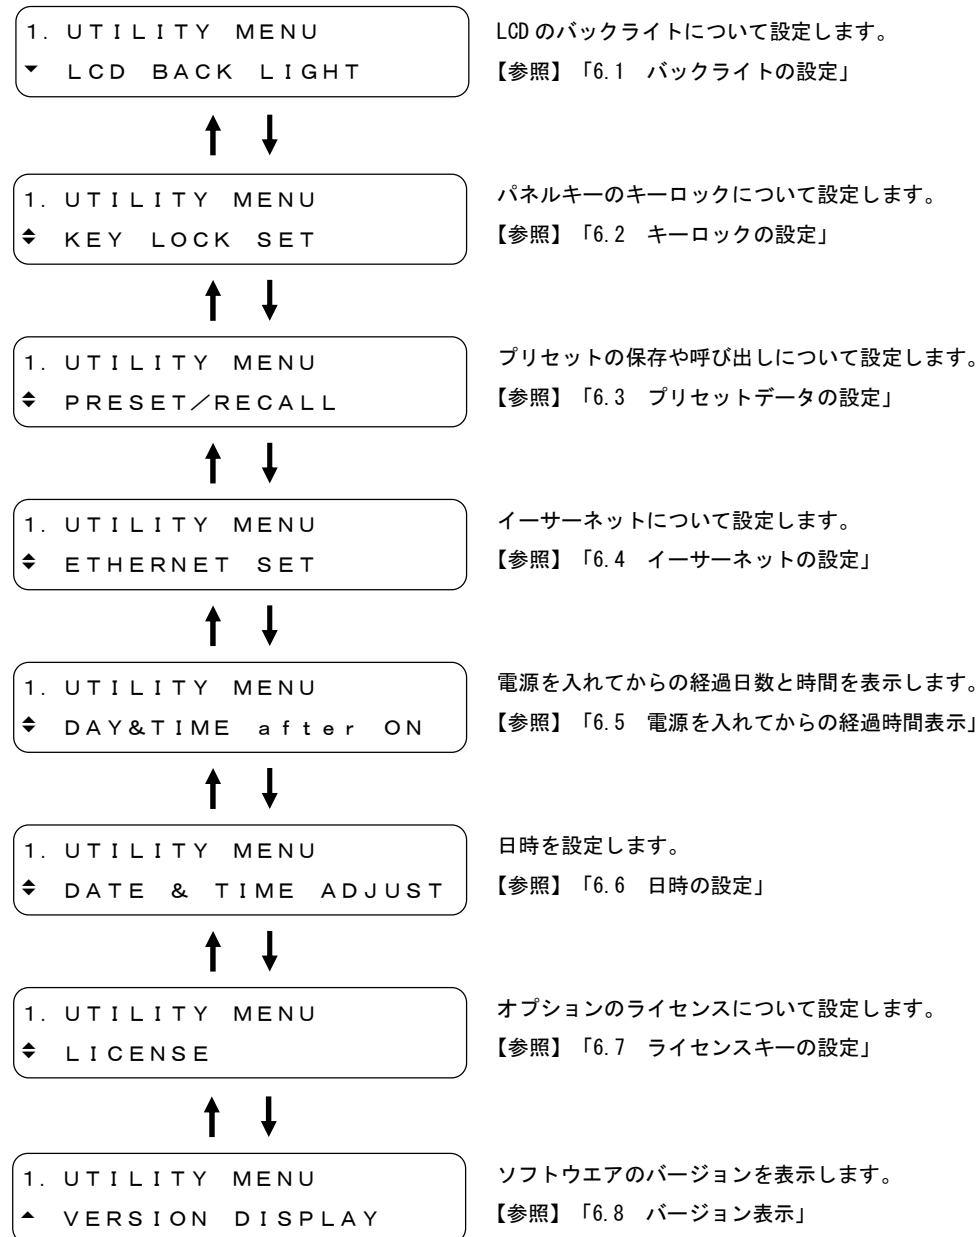 1. UTILITY MENU
LCD のバックライトについて設定します。
▼ LCD BACK LIGHT
【参照】「6.1　バックライトの設定」
1. UTILITY MENU
パネルキーのキーロックについて設定します。
◆ KEY LOCK SET
【参照】「6.2　キーロックの設定」
1. UTILITY MENU
プリセットの保存や呼び出しについて設定します。
◆ PRESET／RECALL
【参照】「6.3　プリセットデータの設定」
1. UTILITY MENU
イーサーネットについて設定します。
◆ ETHERNET SET
【参照】「6.4　イーサーネットの設定」
1. UTILITY MENU
電源を入れてからの経過日数と時間を表示します。
◆ DAY&TIME after ON
【参照】「6.5　電源を入れてからの経過時間表示」
1. UTILITY MENU
日時を設定します。
◆ DATE & TIME ADJUST
【参照】「6.6　日時の設定」
1. UTILITY MENU
オプションのライセンスについて設定します。
◆ LICENSE
【参照】「6.7　ライセンスキーの設定」
1. UTILITY MENU
ソフトウエアのバージョンを表示します。
▲ VERSION DISPLAY
【参照】「6.8　バージョン表示」